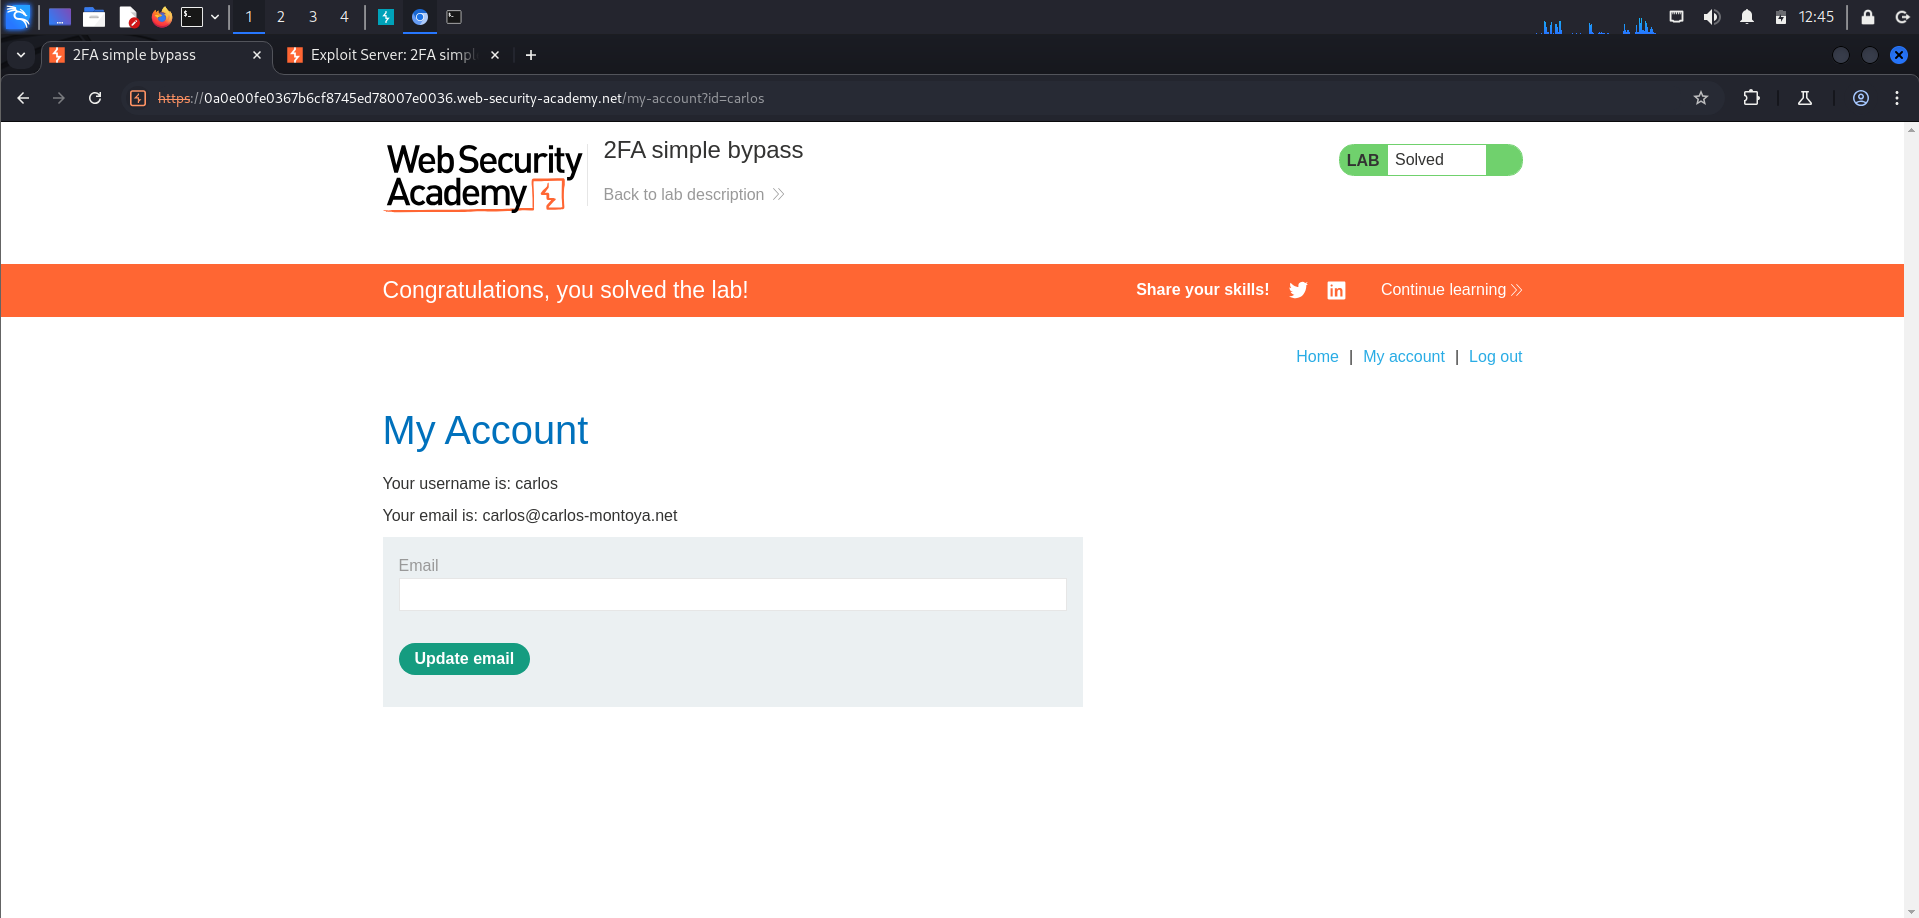 1 2 3 4 12:45
2FA simple bypass Exploit Server: 2FA simpl
https://0a0e00fe0367b6cf8745ed78007e0036.web-security-academy.net/my-account?id=carlos
Web Security
Academy
2FA simple bypass
Back to lab description
LAB Solved
Congratulations, you solved the lab!
Share your skills!
Continue learning
Home | My account | Log out
My Account
Your username is: carlos
Your email is: carlos@carlos-montoya.net
Email
Update email